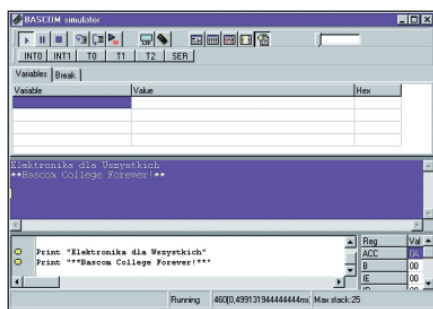 BASCOM simulator
INT0 INT1 T0 T1 T2 SER
Variables Break
Variable Value Hex
Elektronika dla Wszystkich
**Bascom College Forever!**
Print "Elektronika dla Wszystkich"
Print "**Bascom College Forever!**"
Reg Val
ACC 0A
B 00
IE 00
00
Running 460[0,499131944444444ms] Max stack:25